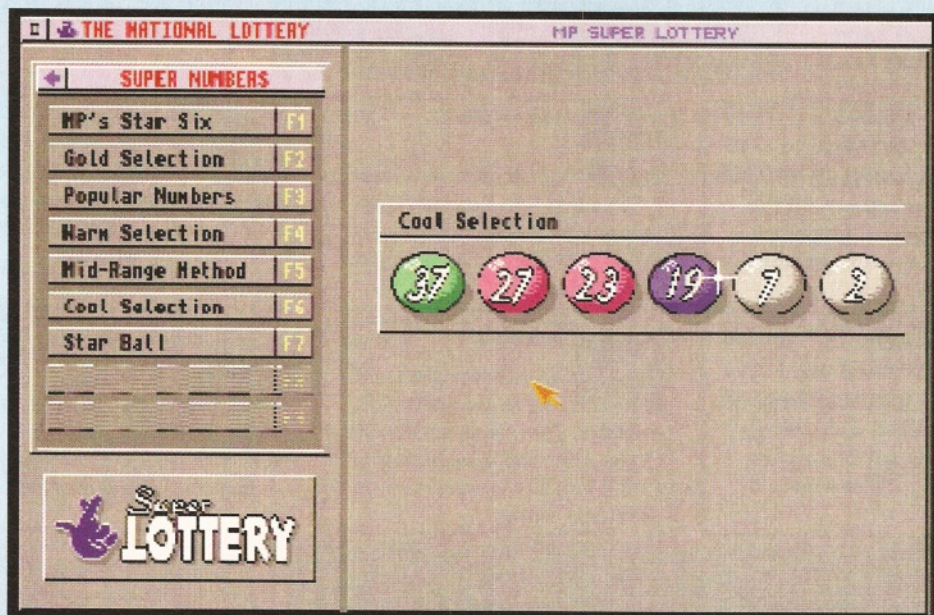 THE NATIONAL LOTTERY
MP SUPER LOTTERY
SUPER NUMBERS
MP's Star Six F1
Gold Selection F2
Popular Numbers F3
Warm Selection F4
Mid-Range Method F5
Cool Selection F6
Star Ball F7
Cool Selection
37 27 23 19 7 2
Super
LOTTERY